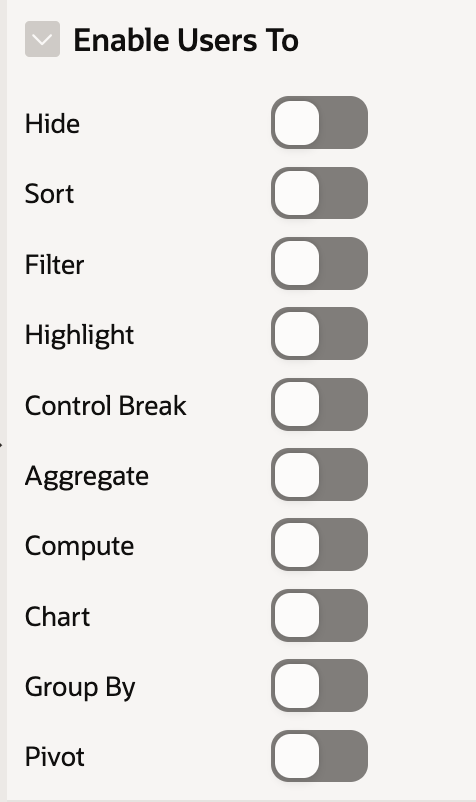 Enable Users To
Hide
Sort
Filter
Highlight
Control Break
Aggregate
Compute
Chart
Group By
Pivot